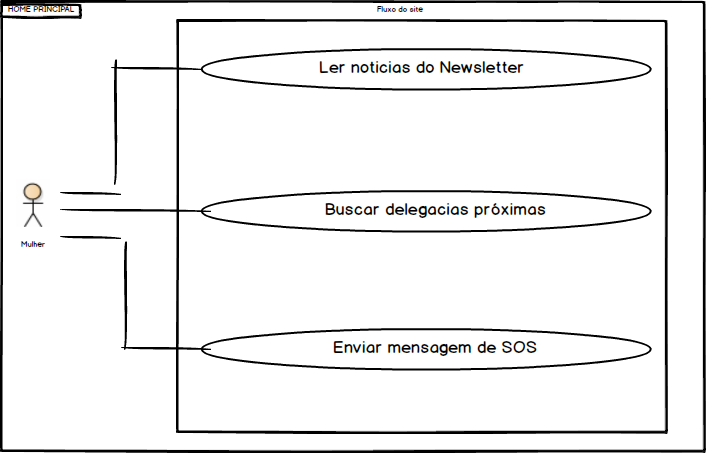 HOME PRINCIPAL
Fluxo do site
Ler noticias do Newsletter
Buscar delegacias próximas
Mulher
Enviar mensagem de SOS